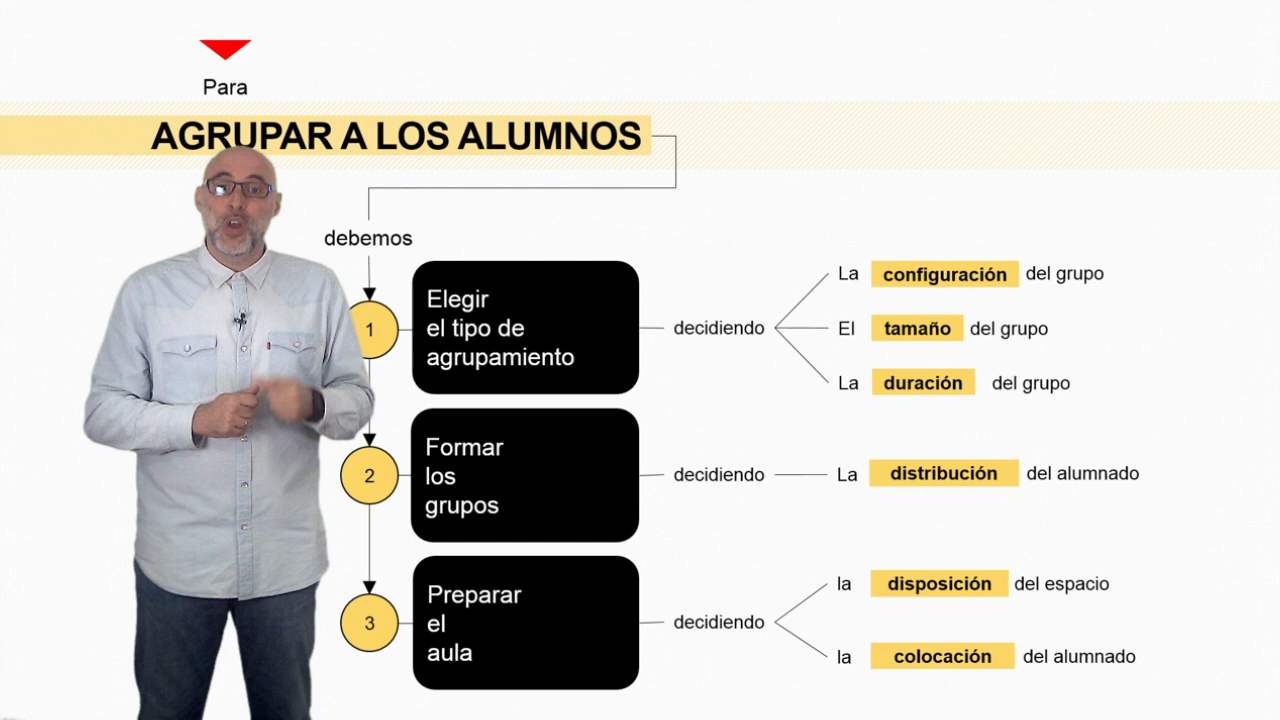 Para
AGRUPAR A LOS ALUMNOS
debemos
1
Elegir
el tipo de
agrupamiento
decidiendo
La configuración del grupo
El tamaño del grupo
La duración del grupo
2
Formar
los
grupos
decidiendo
La distribución del alumnado
3
Preparar
el
aula
decidiendo
la disposición del espacio
la colocación del alumnado